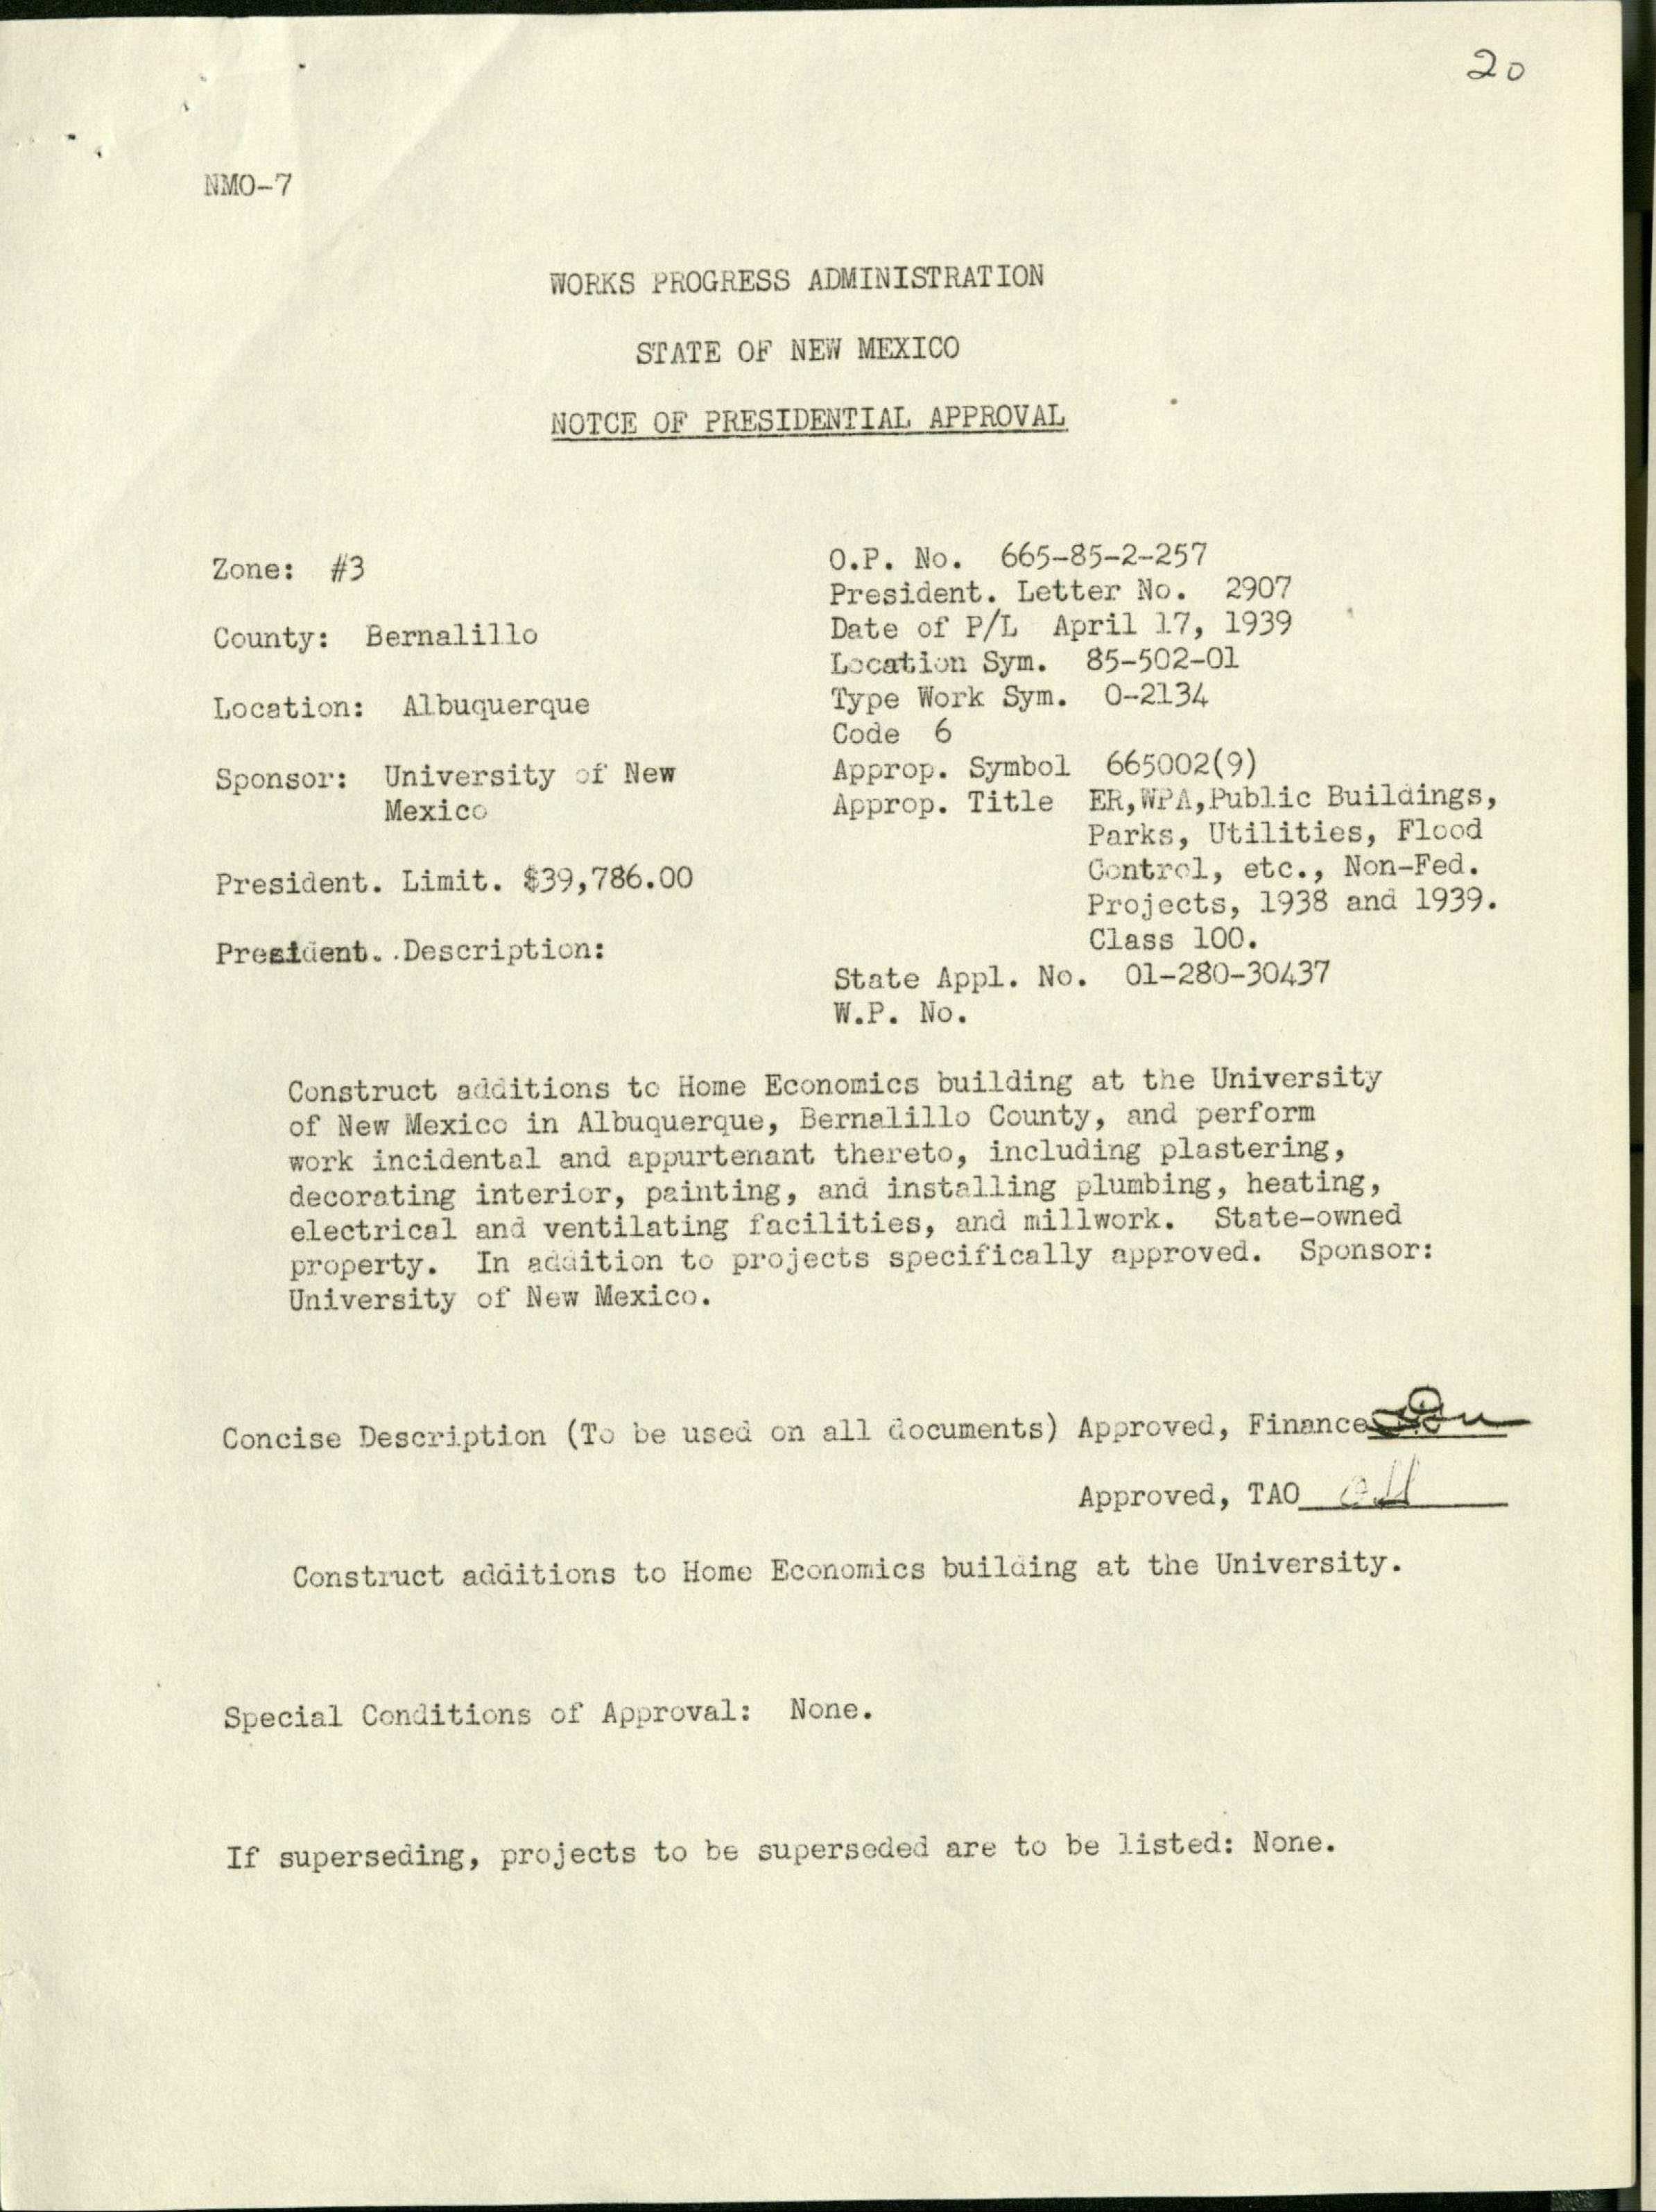 20
NMO-7
WORKS PROGRESS ADMINISTRATION
STATE OF NEW MEXICO
NOTCE OF PRESIDENTIAL APPROVAL
Zone: #3
County: Bernalillo
Location: Albuquerque
Sponsor: University of New
Mexico
President. Limit. $39,786.00
President. .Description:
O.P. No. 665-85-2-257
President. Letter No. 2907
Date of P/L April 17, 1939
Location Sym. 85-502-01
Type Work Sym. 0-2134
Code 6
Approp. Symbol 665002(9)
Approp. Title ER,WPA,Public Buildings,
Parks, Utilities, Flood
Control, etc., Non-Fed.
Projects, 1938 and 1939.
Class 100.
State Appl. No. 01-280-30437
W.P. No.
Construct additions to Home Economics building at the University
of New Mexico in Albuquerque, Bernalillo County, and perform
work incidental and appurtenant thereto, including plastering,
decorating interior, painting, and installing plumbing, heating,
electrical and ventilating facilities, and millwork. State-owned
property. In addition to projects specifically approved. Sponsor:
University of New Mexico.
Concise Description (To be used on all documents) Approved, Finance
Approved, TAO
Construct additions to Home Economics building at the University.
Special Conditions of Approval: None.
If superseding, projects to be superseded are to be listed: None.